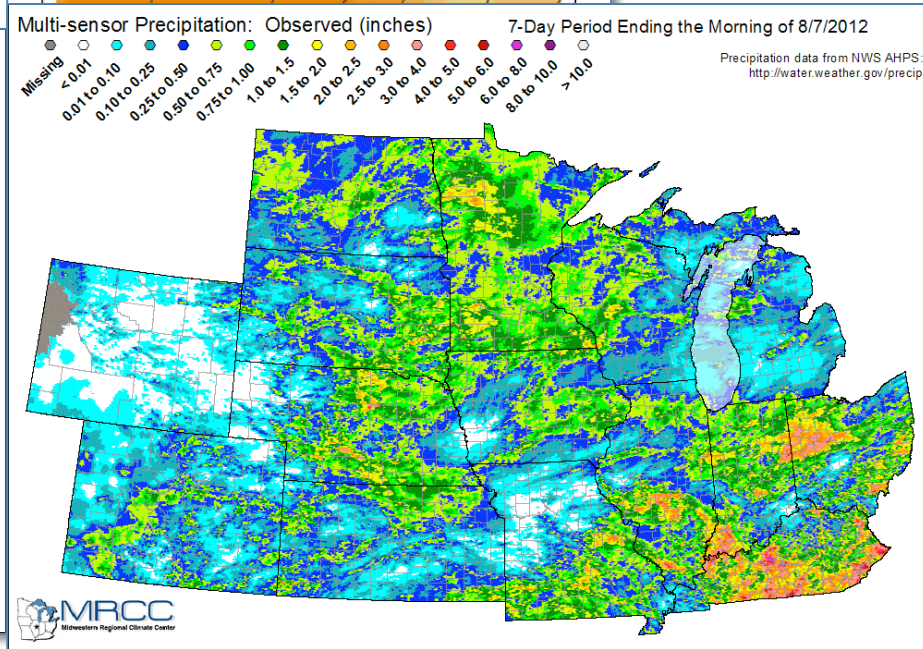 Multi-sensor Precipitation: Observed (inches)
7-Day Period Ending the Morning of 8/7/2012
Missing
< 0.01
0.01 to 0.10
0.10 to 0.25
0.25 to 0.50
0.50 to 0.75
0.75 to 1.00
1.0 to 1.5
1.5 to 2.0
2.0 to 2.5
2.5 to 3.0
3.0 to 4.0
4.0 to 5.0
5.0 to 6.0
6.0 to 8.0
8.0 to 10.0
> 10.0
Precipitation data from NWS AHPS:
http://water.weather.gov/precip
MRCC
Midwestern Regional Climate Center